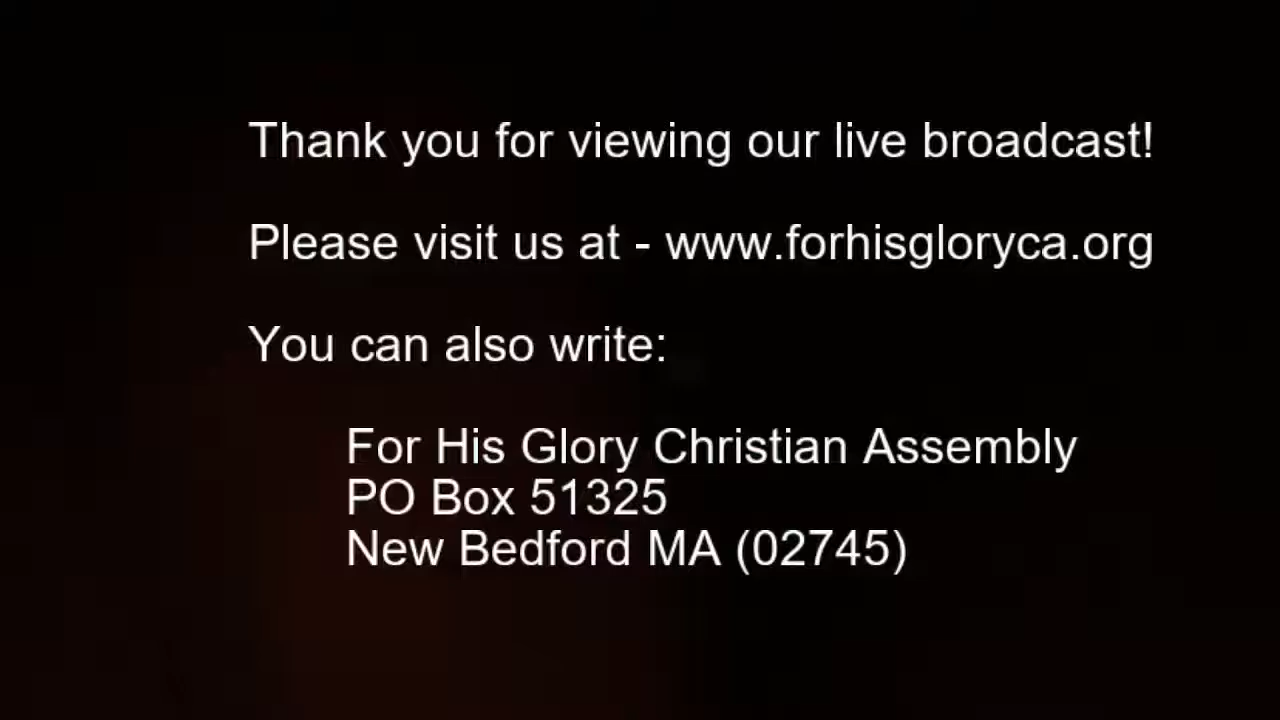 Thank you for viewing our live broadcast!
Please visit us at - www.forhisgloryca.org
You can also write:
For His Glory Christian Assembly
PO Box 51325
New Bedford MA (02745)